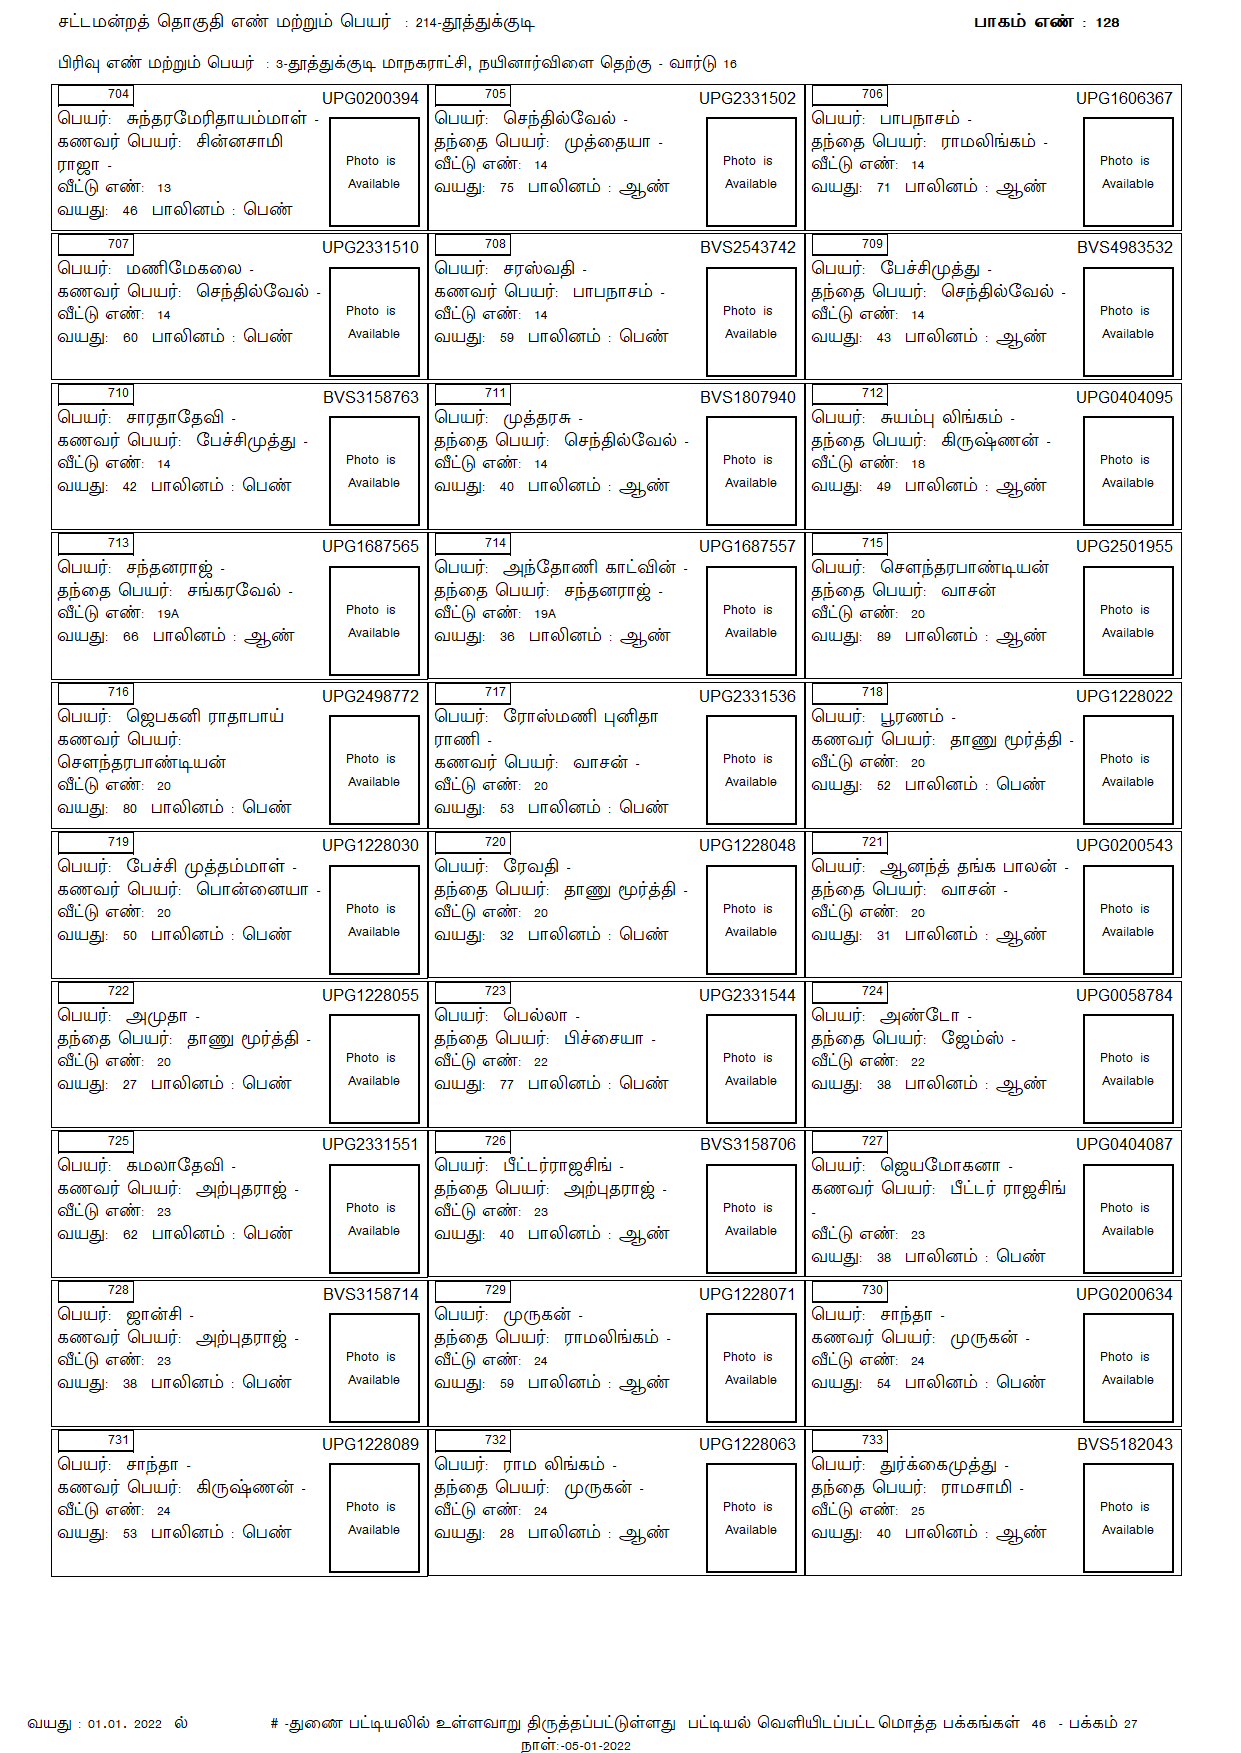 சட்டமன்றத் தொகுதி எண் மற்றும் பெயர் : 214-தூத்துக்குடி
பாகம் எண் : 128
பிரிவு எண் மற்றும் பெயர் : 3-தூத்துக்குடி மாநகராட்சி, நயினார்விளை தெற்கு - வார்டு 16
704 UPG0200394
பெயர்: சுந்தரமேரிதாயம்மாள் -
கணவர் பெயர்: சின்னசாமி
ராஜா -
வீட்டு எண்: 13
வயது: 46 பாலினம் : பெண்
Photo is
Available
705 UPG2331502
பெயர்: செந்தில்வேல் -
தந்தை பெயர்: முத்தையா -
வீட்டு எண்: 14
வயது: 75 பாலினம் : ஆண்
Photo is
Available
706 UPG1606367
பெயர்: பாபநாசம் -
தந்தை பெயர்: ராமலிங்கம் -
வீட்டு எண்: 14
வயது: 71 பாலினம் : ஆண்
Photo is
Available
707 UPG2331510
பெயர்: மணிமேகலை -
கணவர் பெயர்: செந்தில்வேல் -
வீட்டு எண்: 14
வயது: 60 பாலினம் : பெண்
Photo is
Available
708 BVS2543742
பெயர்: சரஸ்வதி -
கணவர் பெயர்: பாபநாசம் -
வீட்டு எண்: 14
வயது: 59 பாலினம் : பெண்
Photo is
Available
709 BVS4983532
பெயர்: பேச்சிமுத்து -
தந்தை பெயர்: செந்தில்வேல் -
வீட்டு எண்: 14
வயது: 43 பாலினம் : ஆண்
Photo is
Available
710 BVS3158763
பெயர்: சாரதாதேவி -
கணவர் பெயர்: பேச்சிமுத்து -
வீட்டு எண்: 14
வயது: 42 பாலினம் : பெண்
Photo is
Available
711 BVS1807940
பெயர்: முத்தரசு -
தந்தை பெயர்: செந்தில்வேல் -
வீட்டு எண்: 14
வயது: 40 பாலினம் : ஆண்
Photo is
Available
712 UPG0404095
பெயர்: சுயம்பு லிங்கம் -
தந்தை பெயர்: கிருஷ்ணன் -
வீட்டு எண்: 18
வயது: 49 பாலினம் : ஆண்
Photo is
Available
713 UPG1687565
பெயர்: சந்தனராஜ் -
தந்தை பெயர்: சங்கரவேல் -
வீட்டு எண்: 19A
வயது: 66 பாலினம் : ஆண்
Photo is
Available
714 UPG1687557
பெயர்: அந்தோணி காட்வின் -
தந்தை பெயர்: சந்தனராஜ் -
வீட்டு எண்: 19A
வயது: 36 பாலினம் : ஆண்
Photo is
Available
715 UPG2501955
பெயர்: சௌந்தரபாண்டியன்
தந்தை பெயர்: வாசன்
வீட்டு எண்: 20
வயது: 89 பாலினம் : ஆண்
Photo is
Available
716 UPG2498772
பெயர்: ஜெபகனி ராதாபாய்
கணவர் பெயர்:
சௌந்தரபாண்டியன்
வீட்டு எண்: 20
வயது: 80 பாலினம் : பெண்
Photo is
Available
717 UPG2331536
பெயர்: ரோஸ்மணி புனிதா
ராணி -
கணவர் பெயர்: வாசன் -
வீட்டு எண்: 20
வயது: 53 பாலினம் : பெண்
Photo is
Available
718 UPG1228022
பெயர்: பூரணம் -
கணவர் பெயர்: தாணு மூர்த்தி -
வீட்டு எண்: 20
வயது: 52 பாலினம் : பெண்
Photo is
Available
719 UPG1228030
பெயர்: பேச்சி முத்தம்மாள் -
கணவர் பெயர்: பொன்னையா -
வீட்டு எண்: 20
வயது: 50 பாலினம் : பெண்
Photo is
Available
720 UPG1228048
பெயர்: ரேவதி -
தந்தை பெயர்: தாணு மூர்த்தி -
வீட்டு எண்: 20
வயது: 32 பாலினம் : பெண்
Photo is
Available
721 UPG0200543
பெயர்: ஆனந்த் தங்க பாலன் -
தந்தை பெயர்: வாசன் -
வீட்டு எண்: 20
வயது: 31 பாலினம் : ஆண்
Photo is
Available
722 UPG1228055
பெயர்: அமுதா -
தந்தை பெயர்: தாணு மூர்த்தி -
வீட்டு எண்: 20
வயது: 27 பாலினம் : பெண்
Photo is
Available
723 UPG2331544
பெயர்: பெல்லா -
தந்தை பெயர்: பிச்சையா -
வீட்டு எண்: 22
வயது: 77 பாலினம் : பெண்
Photo is
Available
724 UPG0058784
பெயர்: அண்டோ -
தந்தை பெயர்: ஜேம்ஸ் -
வீட்டு எண்: 22
வயது: 38 பாலினம் : ஆண்
Photo is
Available
725 UPG2331551
பெயர்: கமலாதேவி -
கணவர் பெயர்: அற்புதராஜ் -
வீட்டு எண்: 23
வயது: 62 பாலினம் : பெண்
Photo is
Available
726 BVS3158706
பெயர்: பீட்டர்ராஜசிங் -
தந்தை பெயர்: அற்புதராஜ் -
வீட்டு எண்: 23
வயது: 40 பாலினம் : ஆண்
Photo is
Available
727 UPG0404087
பெயர்: ஜெயமோகனா -
கணவர் பெயர்: பீட்டர் ராஜசிங்
-
வீட்டு எண்: 23
வயது: 38 பாலினம் : பெண்
Photo is
Available
728 BVS3158714
பெயர்: ஜான்சி -
கணவர் பெயர்: அற்புதராஜ் -
வீட்டு எண்: 23
வயது: 38 பாலினம் : பெண்
Photo is
Available
729 UPG1228071
பெயர்: முருகன் -
தந்தை பெயர்: ராமலிங்கம் -
வீட்டு எண்: 24
வயது: 59 பாலினம் : ஆண்
Photo is
Available
730 UPG0200634
பெயர்: சாந்தா -
கணவர் பெயர்: முருகன் -
வீட்டு எண்: 24
வயது: 54 பாலினம் : பெண்
Photo is
Available
731 UPG1228089
பெயர்: சாந்தா -
கணவர் பெயர்: கிருஷ்ணன் -
வீட்டு எண்: 24
வயது: 53 பாலினம் : பெண்
Photo is
Available
732 UPG1228063
பெயர்: ராம லிங்கம் -
தந்தை பெயர்: முருகன் -
வீட்டு எண்: 24
வயது: 28 பாலினம் : ஆண்
Photo is
Available
733 BVS5182043
பெயர்: துர்க்கைமுத்து -
தந்தை பெயர்: ராமசாமி -
வீட்டு எண்: 25
வயது: 40 பாலினம் : ஆண்
Photo is
Available
வயது : 01.01. 2022 ல் # -துணை பட்டியலில் உள்ளவாறு திருத்தப்பட்டுள்ளது பட்டியல் வெளியிடப்பட்ட மொத்த பக்கங்கள் 46 - பக்கம் 27
நாள்:-05-01-2022